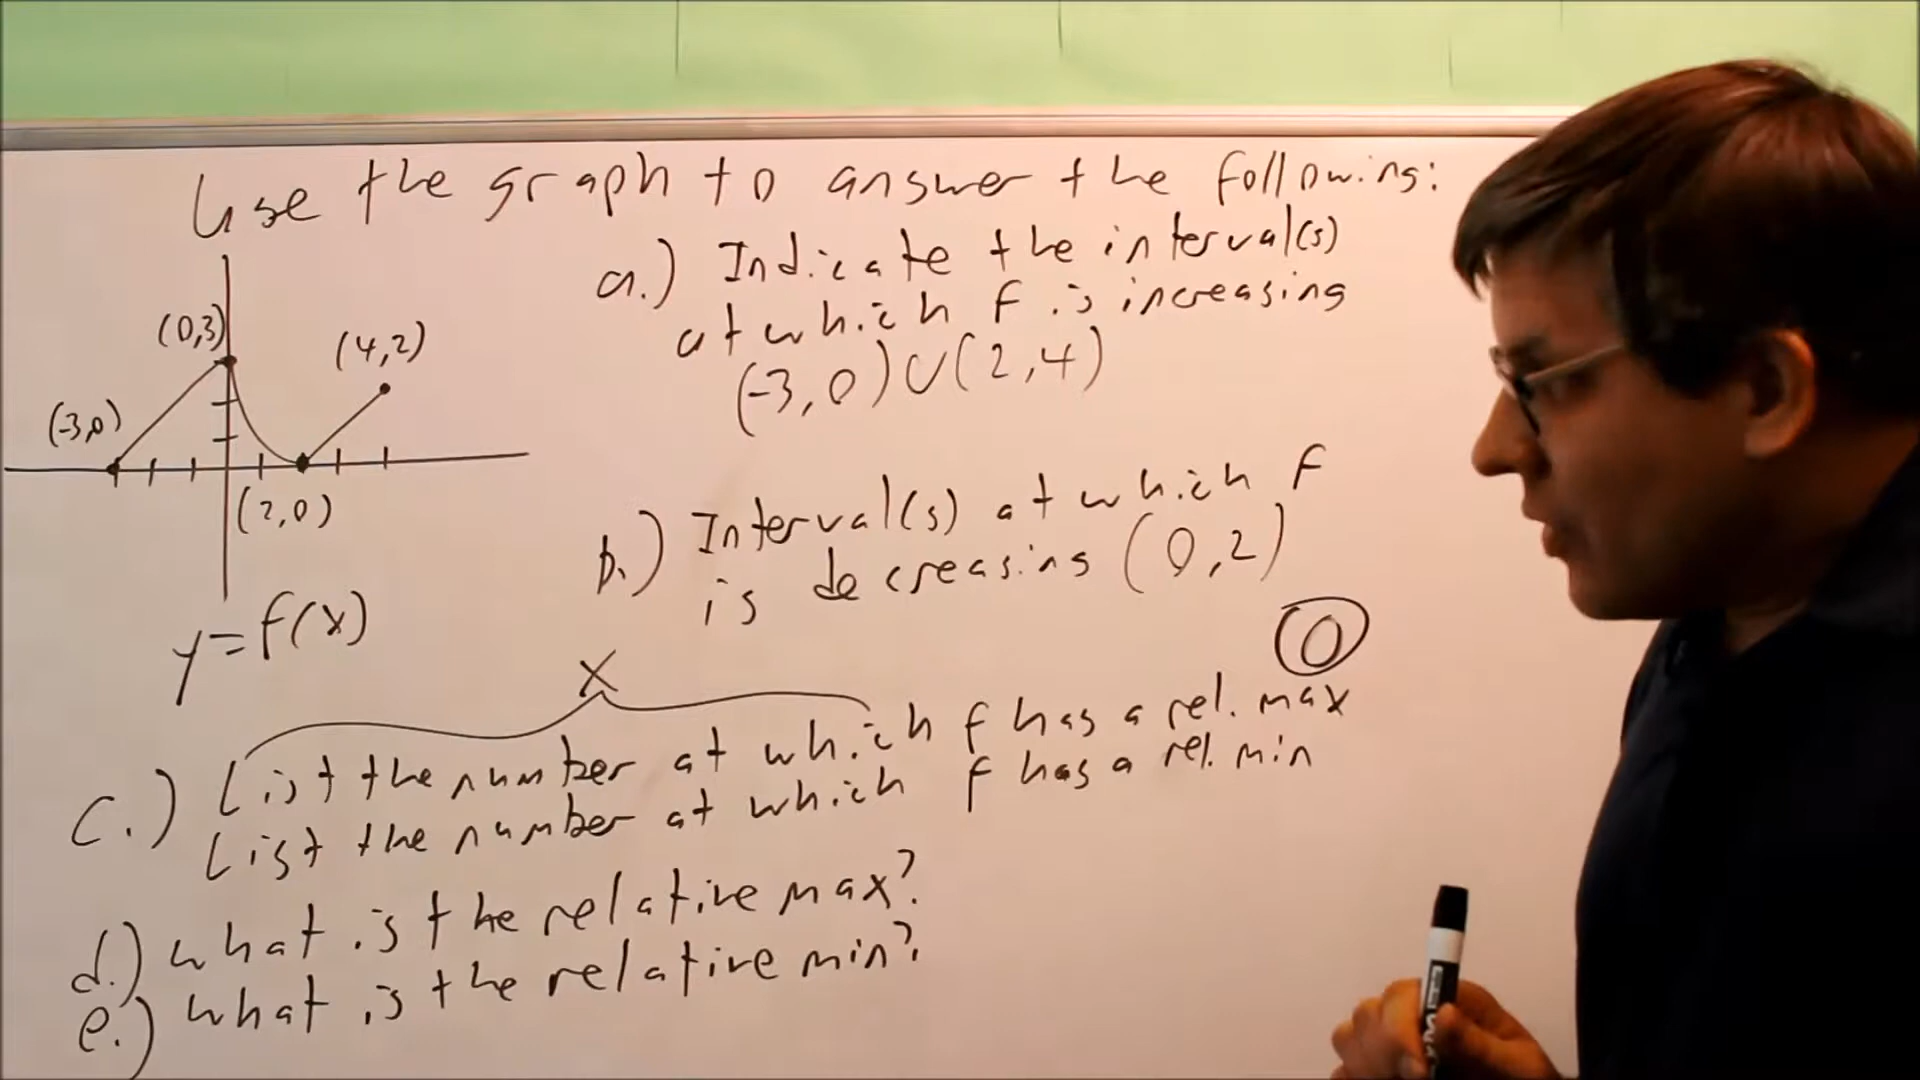 Use the graph to answer the following:
(0,3)
(4,2)
(-3,0)
(2,0)
y=f(x)
a.) Indicate the interval(s)
at which f is increasing
(-3,0)∪(2,4)
b.) Interval(s) at which f
is decreasing (0,2)
0
x
c.) List the number at which f has a rel. max
List the number at which f has a rel. min
d.) what is the relative max?
e.) what is the relative min?